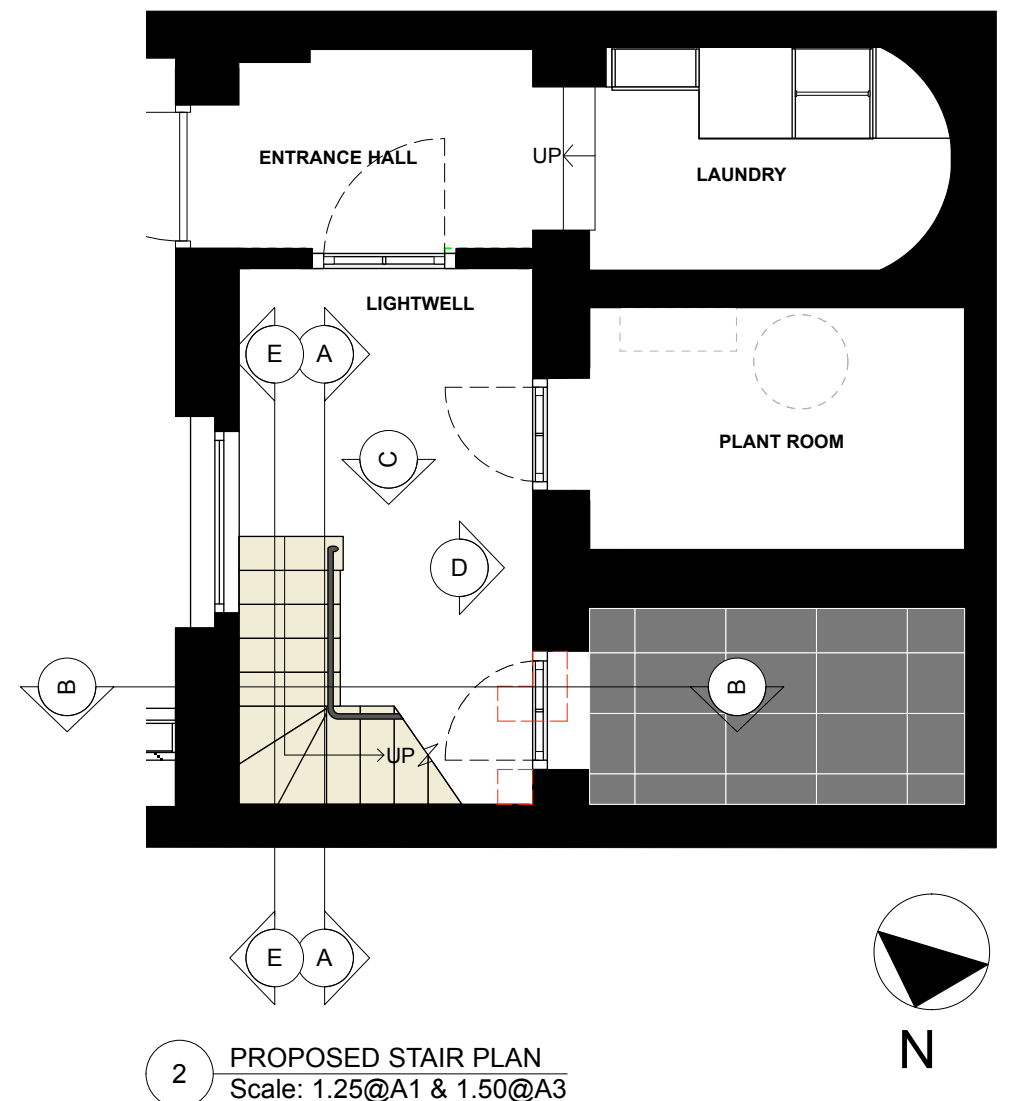 ENTRANCE HALL
UP
LAUNDRY
LIGHTWELL
E
A
C
PLANT ROOM
D
B
B
UP
E
A
N
2
PROPOSED STAIR PLAN
Scale: 1.25@A1 & 1.50@A3